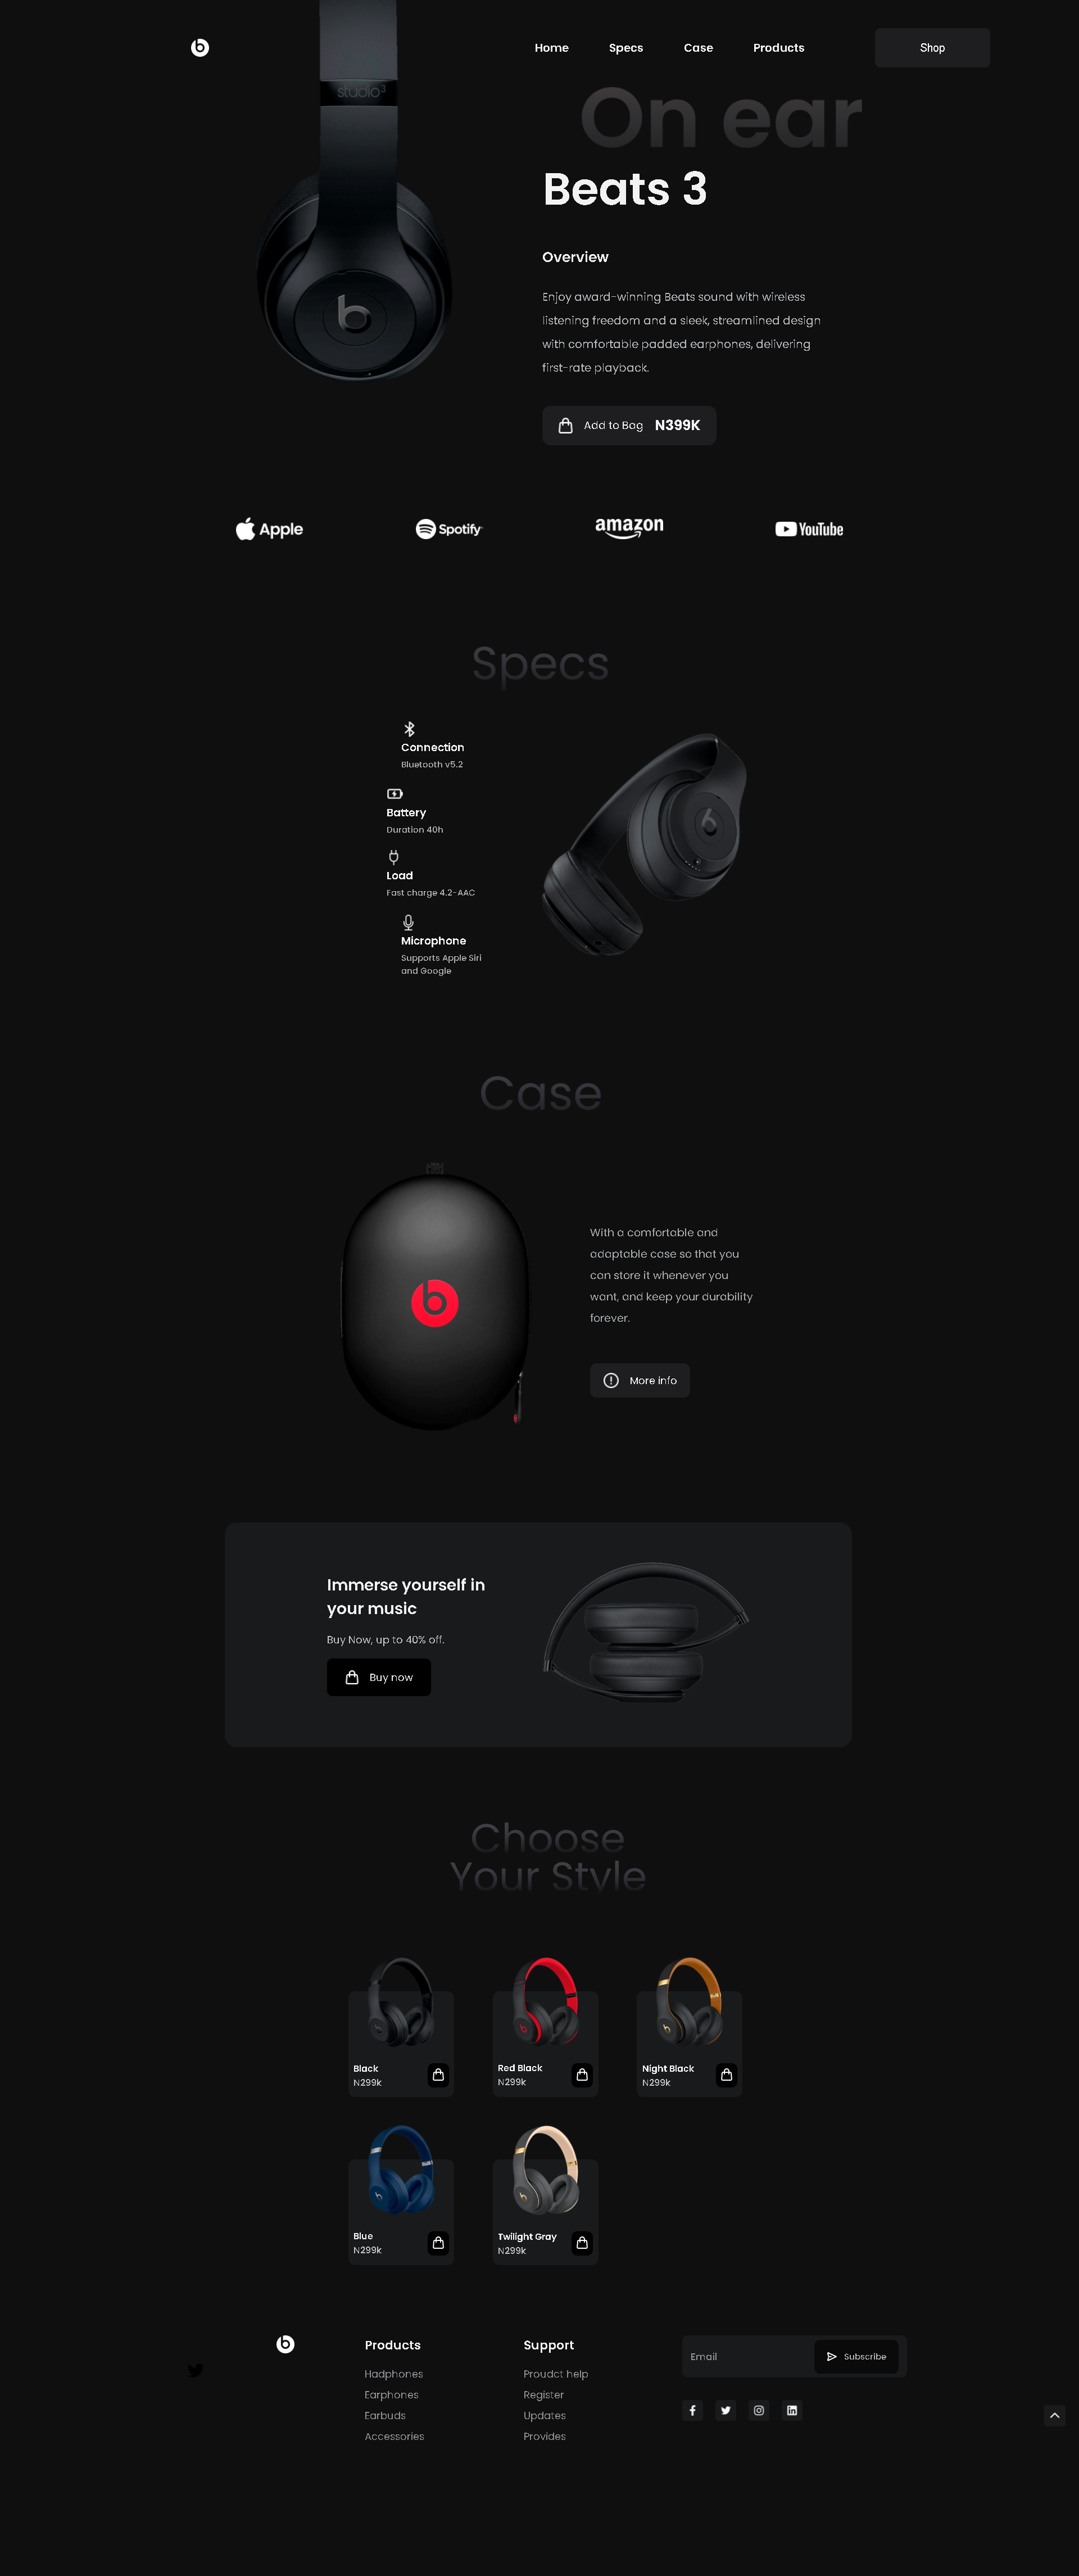 Home Specs Case Products Shop
studio3
On ear
Beats 3
Overview
Enjoy award-winning Beats sound with wireless
listening freedom and a sleek, streamlined design
with comfortable padded earphones, delivering
first-rate playback.
Add to Bag N399K
Apple Spotify amazon YouTube
Specs
Connection
Bluetooth v5.2
Battery
Duration 40h
Load
Fast charge 4.2-AAC
Microphone
Supports Apple Siri
and Google
Case
With a comfortable and
adaptable case so that you
can store it whenever you
want, and keep your durability
forever.
More info
Immerse yourself in
your music
Buy Now, up to 40% off.
Buy now
Choose
Your Style
Black
N299k
Red Black
N299k
Night Black
N299k
Blue
N299k
Twilight Gray
N299k
Products
Hadphones
Earphones
Earbuds
Accessories
Support
Proudct help
Register
Updates
Provides
Email Subscribe